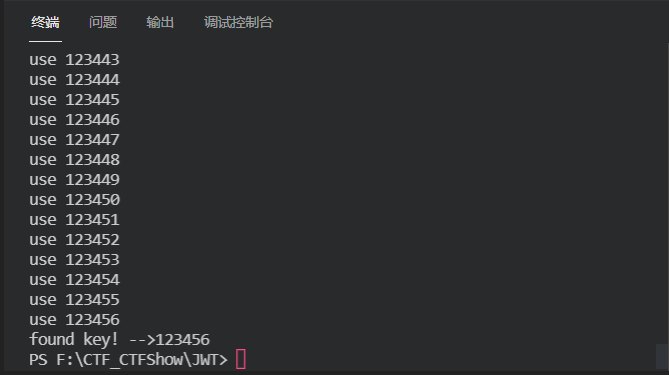 终端 问题 输出 调试控制台
use 123443
use 123444
use 123445
use 123446
use 123447
use 123448
use 123449
use 123450
use 123451
use 123452
use 123453
use 123454
use 123455
use 123456
found key! -->123456
PS F:\CTF_CTFShow\JWT>